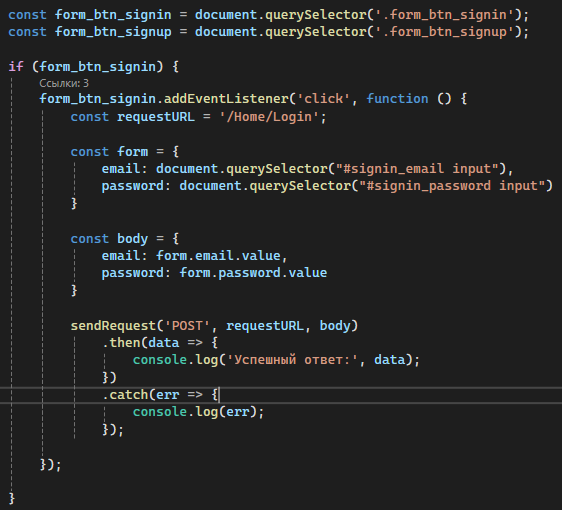 const form_btn_signin = document.querySelector('.form_btn_signin');
const form_btn_signup = document.querySelector('.form_btn_signup');
if (form_btn_signin) {
Ссылки: 3
form_btn_signin.addEventListener('click', function () {
const requestURL = '/Home/Login';
const form = {
email: document.querySelector("#signin_email input"),
password: document.querySelector("#signin_password input")
}
const body = {
email: form.email.value,
password: form.password.value
}
sendRequest('POST', requestURL, body)
.then(data => {
console.log('Успешный ответ:', data);
})
.catch(err => {
console.log(err);
});
});
}